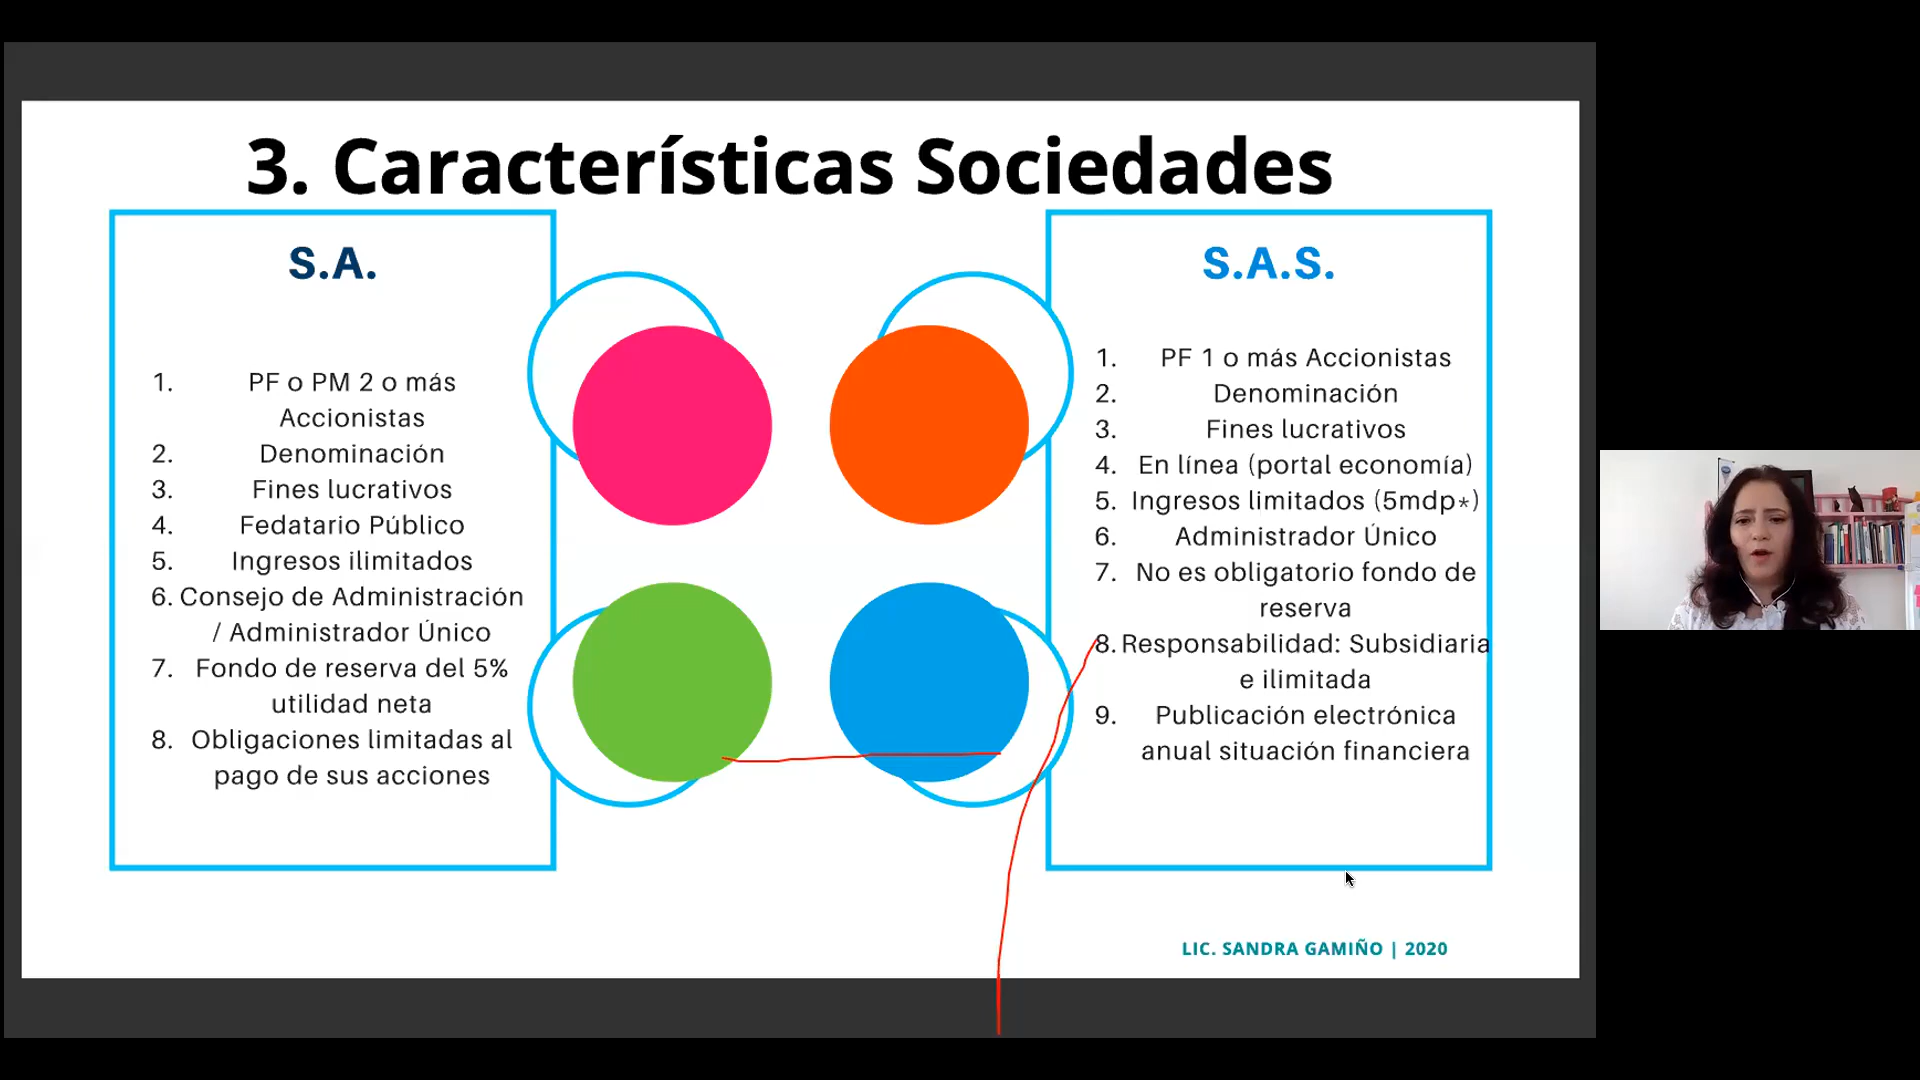 3. Características Sociedades
S.A.
1. PF o PM 2 o más
Accionistas
2. Denominación
3. Fines lucrativos
4. Fedatario Público
5. Ingresos ilimitados
6. Consejo de Administración
/ Administrador Único
7. Fondo de reserva del 5%
utilidad neta
8. Obligaciones limitadas al
pago de sus acciones
S.A.S.
1. PF 1 o más Accionistas
2. Denominación
3. Fines lucrativos
4. En línea (portal economía)
5. Ingresos limitados (5mdp*)
6. Administrador Único
7. No es obligatorio fondo de
reserva
8. Responsabilidad: Subsidiaria
e ilimitada
9. Publicación electrónica
anual situación financiera
LIC. SANDRA GAMIÑO | 2020